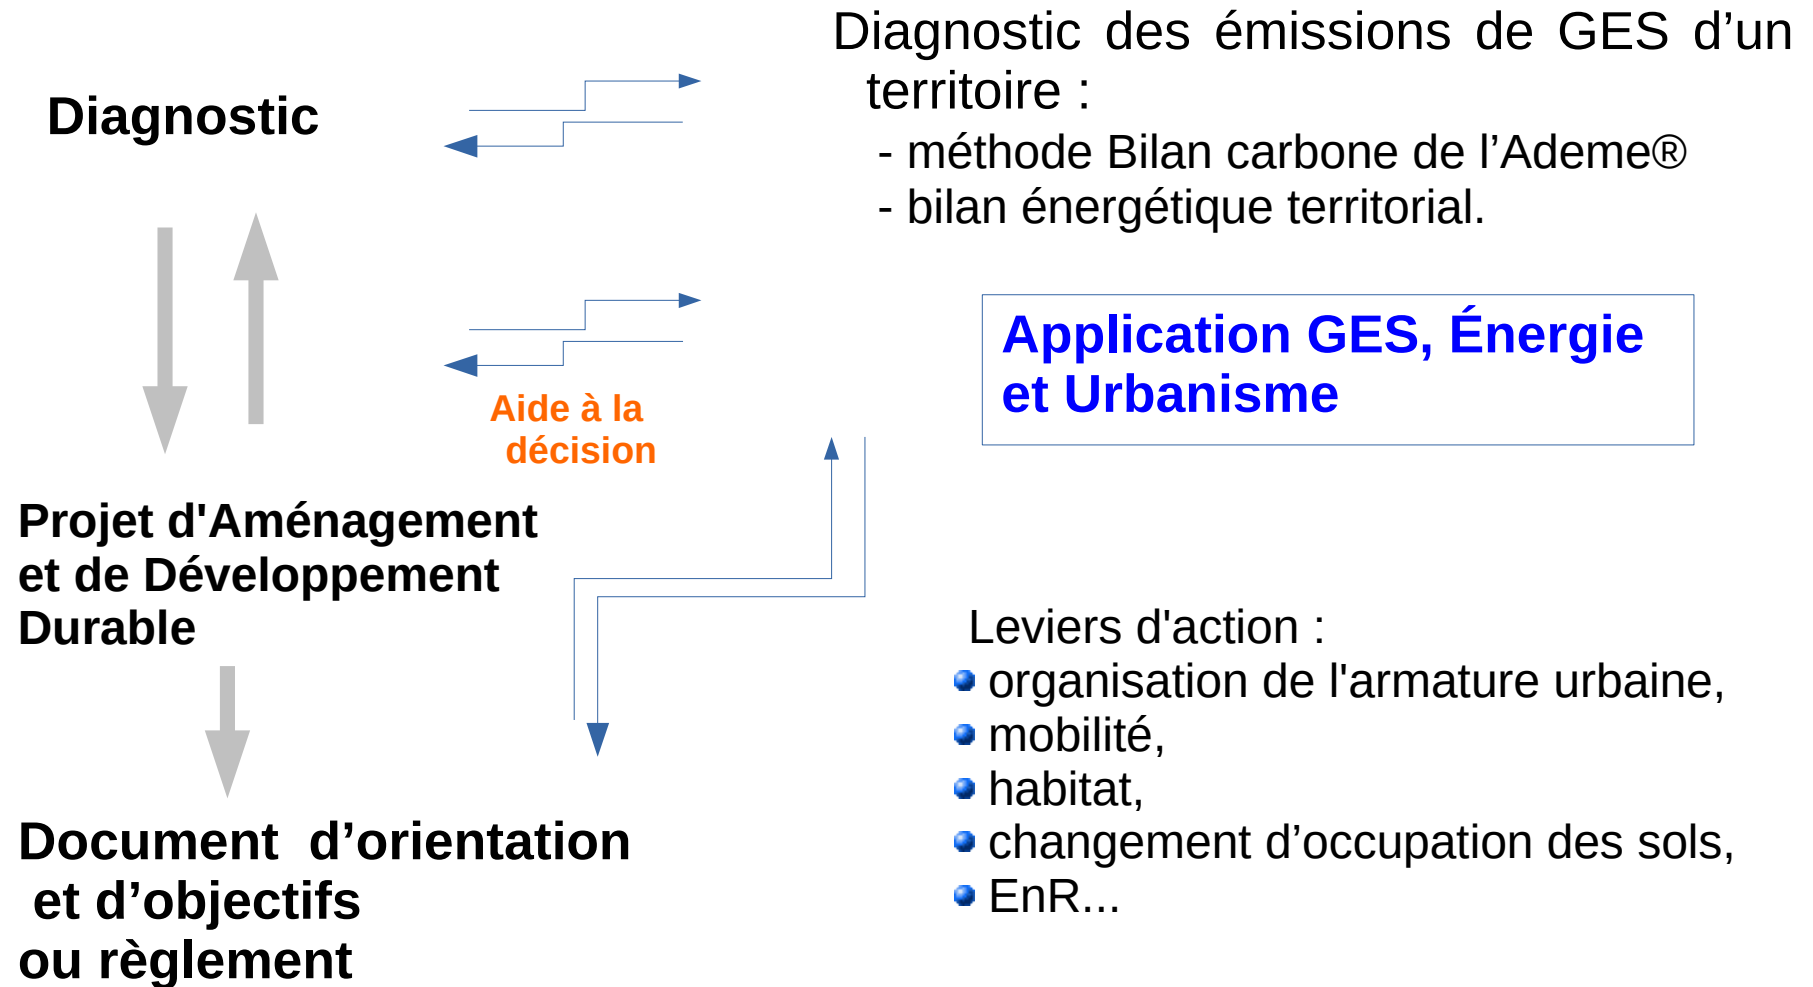 Diagnostic
Diagnostic des émissions de GES d’un
territoire :
- méthode Bilan carbone de l’Ademe®
- bilan énergétique territorial.
Application GES, Énergie
et Urbanisme
Aide à la
décision
Projet d'Aménagement
et de Développement
Durable
Leviers d'action :
organisation de l'armature urbaine,
mobilité,
habitat,
changement d’occupation des sols,
EnR...
Document d’orientation
et d’objectifs
ou règlement